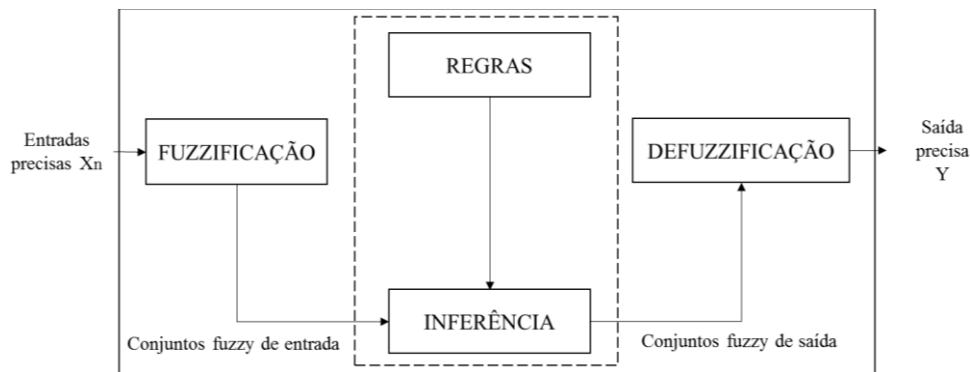 REGRAS
Entradas
precisas Xn
FUZZIFICAÇÃO
DEFUZZIFICAÇÃO
Saída
precisa
Y
INFERÊNCIA
Conjuntos fuzzy de entrada
Conjuntos fuzzy de saída